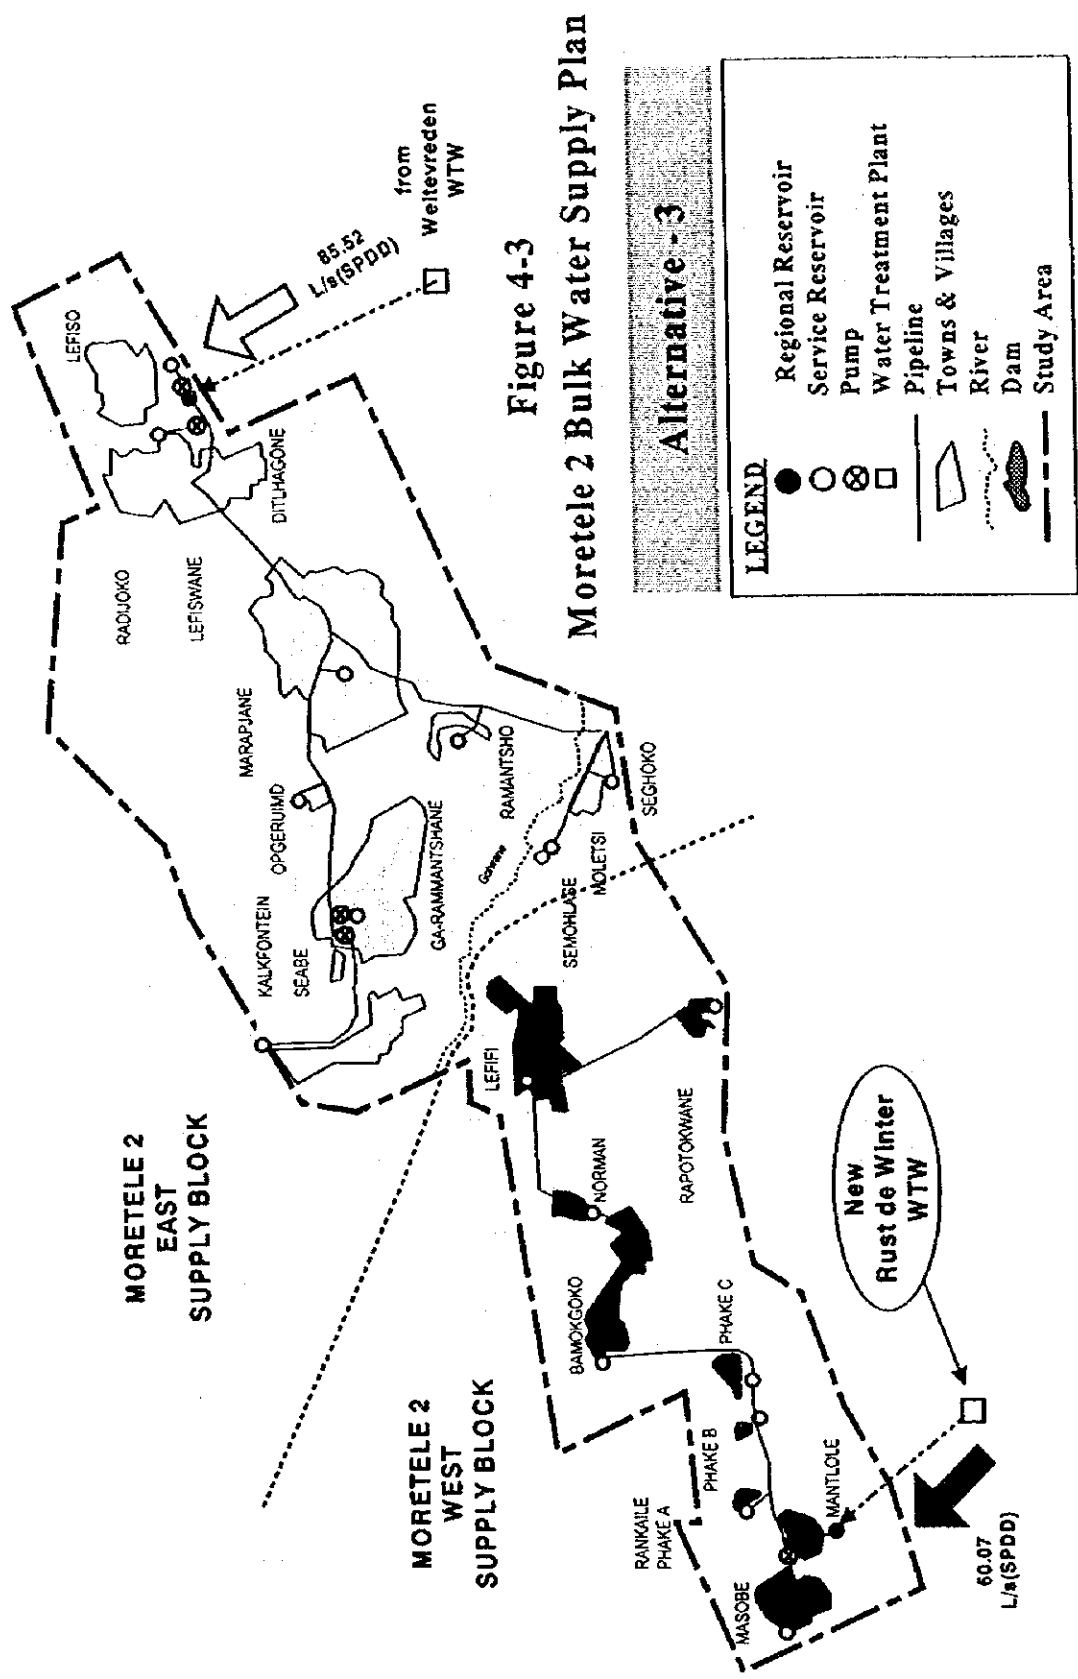 Figure 4-3
Moretele 2 Bulk Water Supply Plan
Alternative - 3
LEGEND
Regional Reservoir
Service Reservoir
Pump
Water Treatment Plant
Pipeline
Towns & Villages
River
Dam
Study Area
MORETELE 2
EAST
SUPPLY BLOCK
MORETELE 2
WEST
SUPPLY BLOCK
from
Weltevreden
WTW
85.52
L/s(SPDD)
LEFISO
DITLHAGONE
RADIJOKO
LEFISWANE
MARAPJANE
OPGERUIMD
KALKFONTEIN
SEABE
GA-RAMMANTSHANE
RAMANTSHO
SEGHOKO
MOLETSI
SEMOHLASE
LEFIFI
NORMAN
RAPOTOKWANE
BAMOKGOKO
PHAKE C
PHAKE B
RANKAILE
PHAKE A
MANTLOLE
MASOBE
New
Rust de Winter
WTW
60.07
L/s(SPDD)